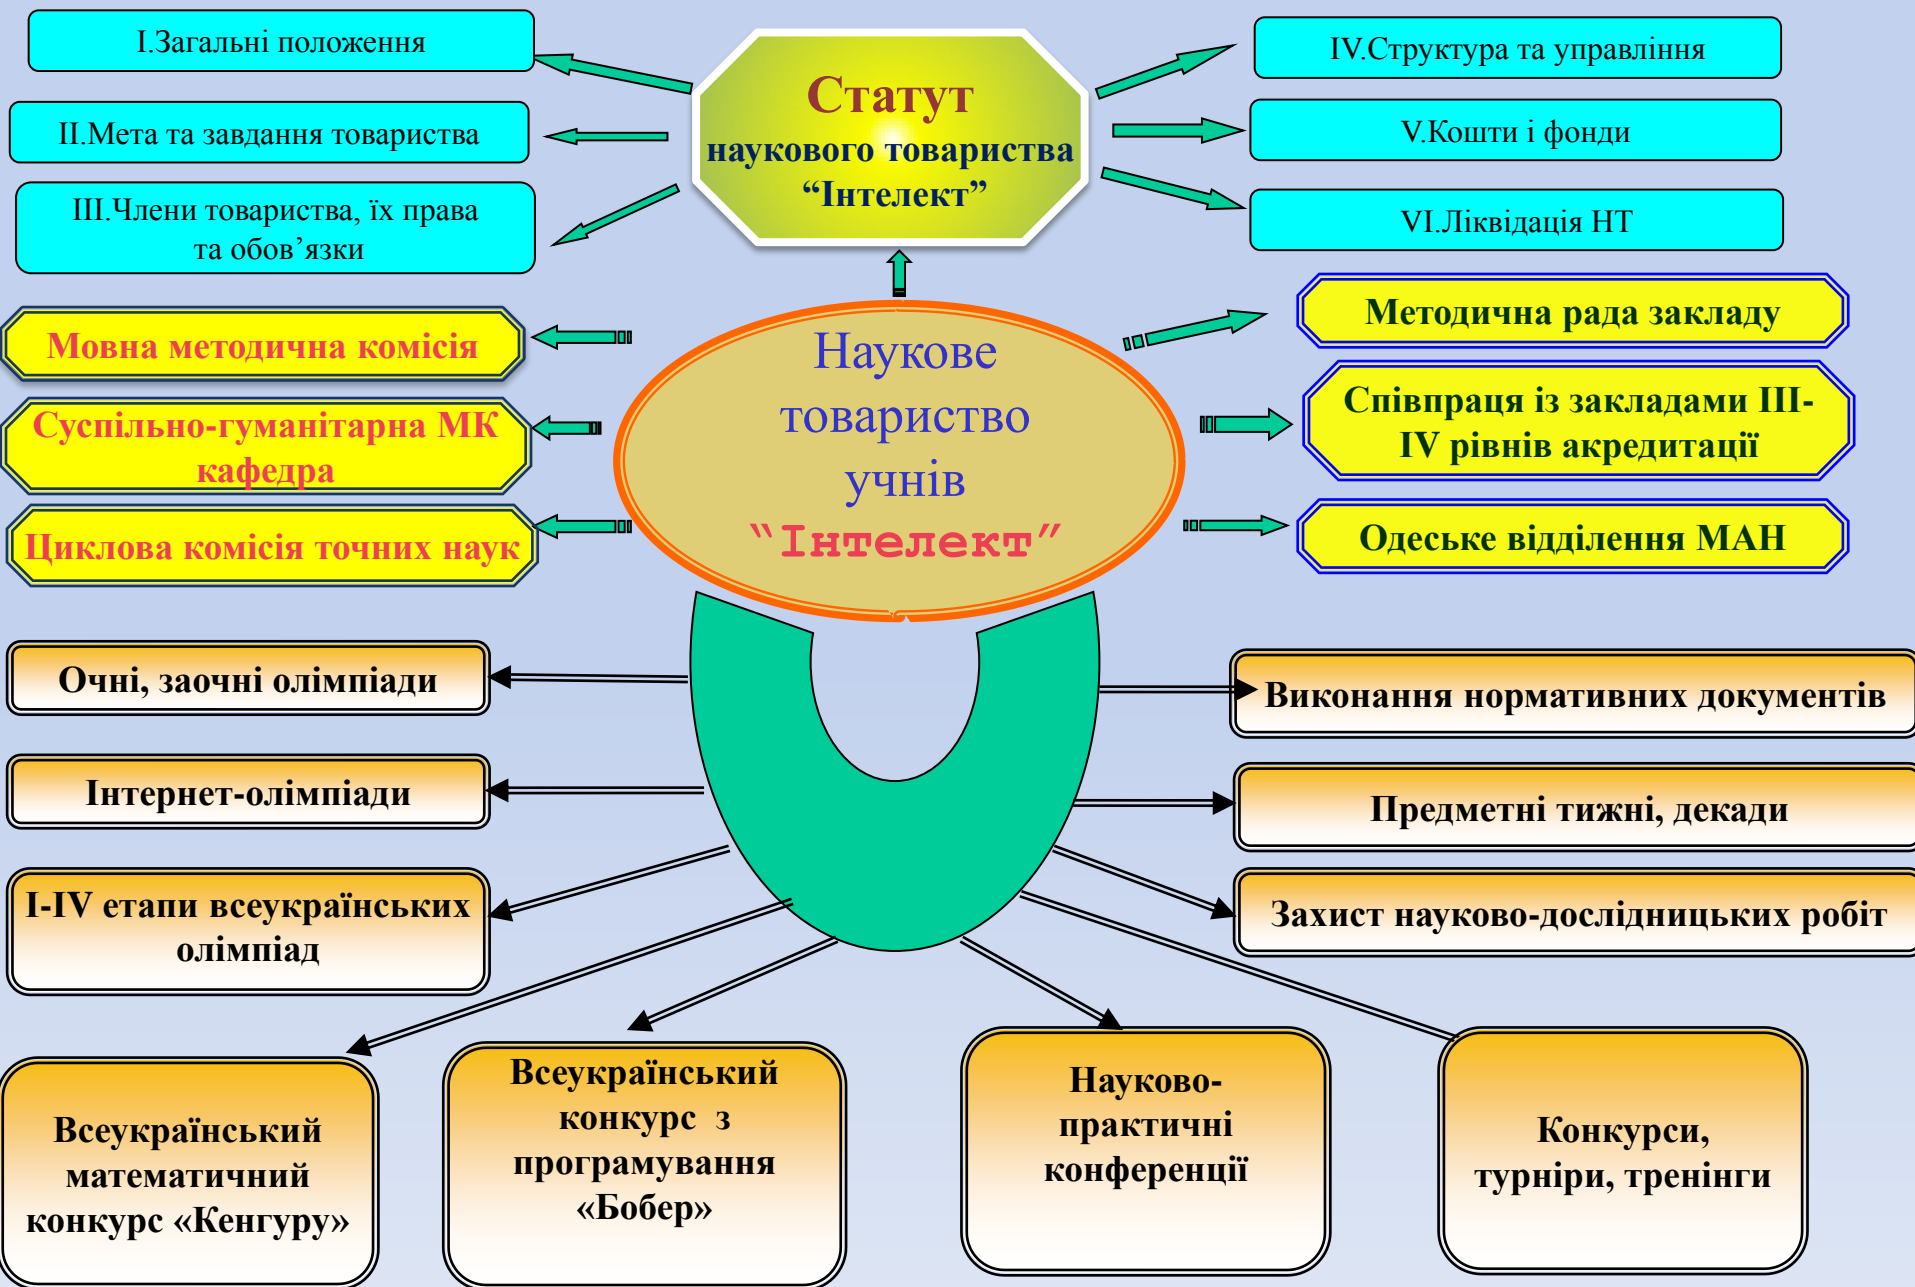 І.Загальні положення
ІІ.Мета та завдання товариства
ІІІ.Члени товариства, їх права
та обов’язки
Статут
наукового товариства
“Інтелект”
IV.Структура та управління
V.Кошти і фонди
VI.Ліквідація НТ
Мовна методична комісія
Суспільно-гуманітарна МК
кафедра
Циклова комісія точних наук
Наукове
товариство
учнів
“Інтелект”
Методична рада закладу
Співпраця із закладами ІІІ-
IV рівнів акредитації
Одеське відділення МАН
Очні, заочні олімпіади
Інтернет-олімпіади
І-IV етапи всеукраїнських
олімпіад
Виконання нормативних документів
Предметні тижні, декади
Захист науково-дослідницьких робіт
Всеукраїнський
математичний
конкурс «Кенгуру»
Всеукраїнський
конкурс з
програмування
«Бобер»
Науково-
практичні
конференції
Конкурси,
турніри, тренінги